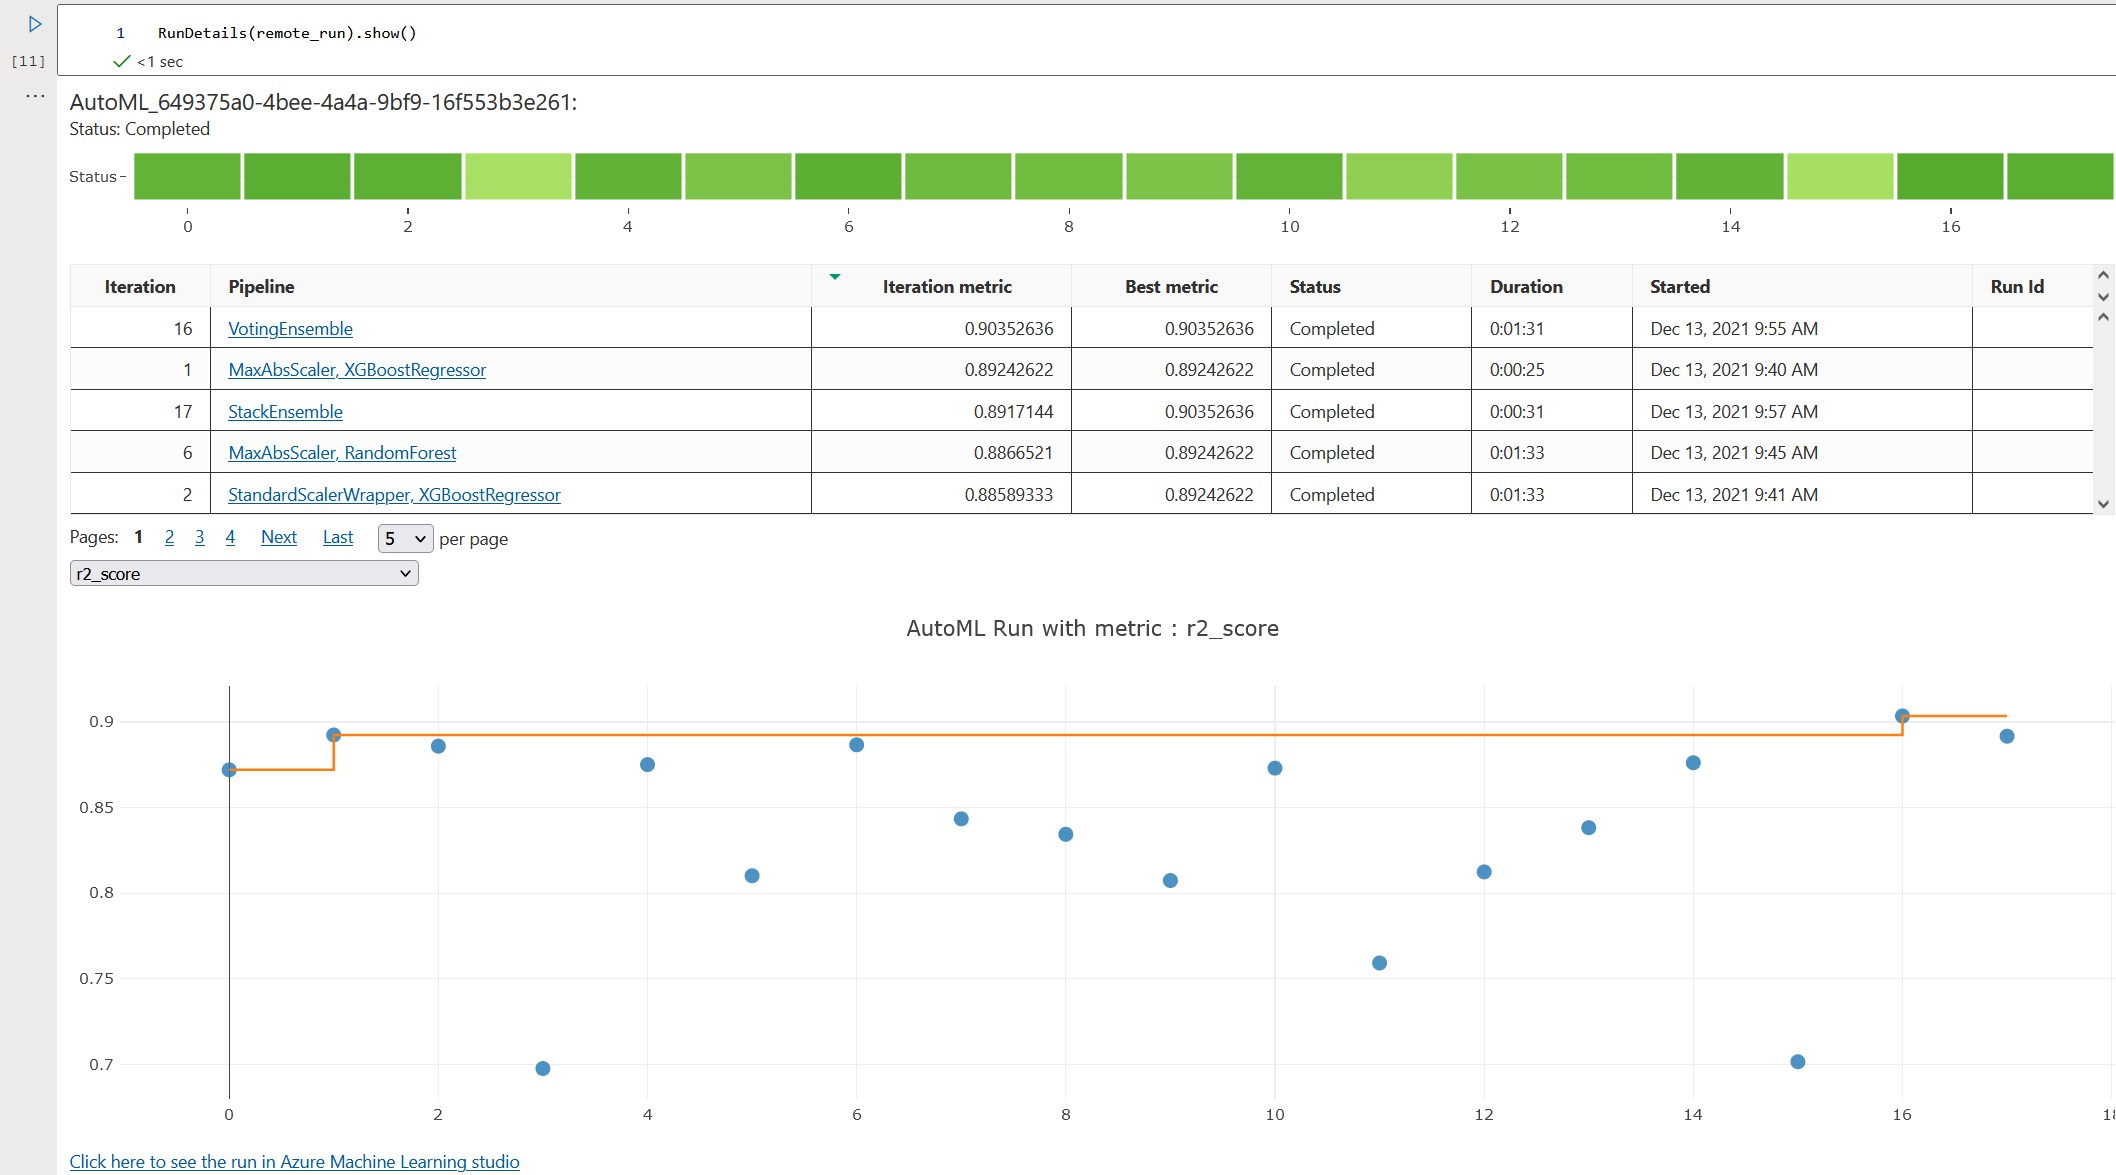 1 RunDetails(remote_run).show()
[11] <1 sec
...
AutoML_649375a0-4bee-4a4a-9bf9-16f553b3e261:
Status: Completed
Status
0 2 4 6 8 10 12 14 16
Iteration Pipeline Iteration metric Best metric Status Duration Started Run Id
16 VotingEnsemble 0.90352636 0.90352636 Completed 0:01:31 Dec 13, 2021 9:55 AM
1 MaxAbsScaler, XGBoostRegressor 0.89242622 0.89242622 Completed 0:00:25 Dec 13, 2021 9:40 AM
17 StackEnsemble 0.8917144 0.90352636 Completed 0:00:31 Dec 13, 2021 9:57 AM
6 MaxAbsScaler, RandomForest 0.8866521 0.89242622 Completed 0:01:33 Dec 13, 2021 9:45 AM
2 StandardScalerWrapper, XGBoostRegressor 0.88589333 0.89242622 Completed 0:01:33 Dec 13, 2021 9:41 AM
Pages: 1 2 3 4 Next Last 5 per page
r2_score
AutoML Run with metric : r2_score
0.9
0.85
0.8
0.75
0.7
0 2 4 6 8 10 12 14 16
Click here to see the run in Azure Machine Learning studio